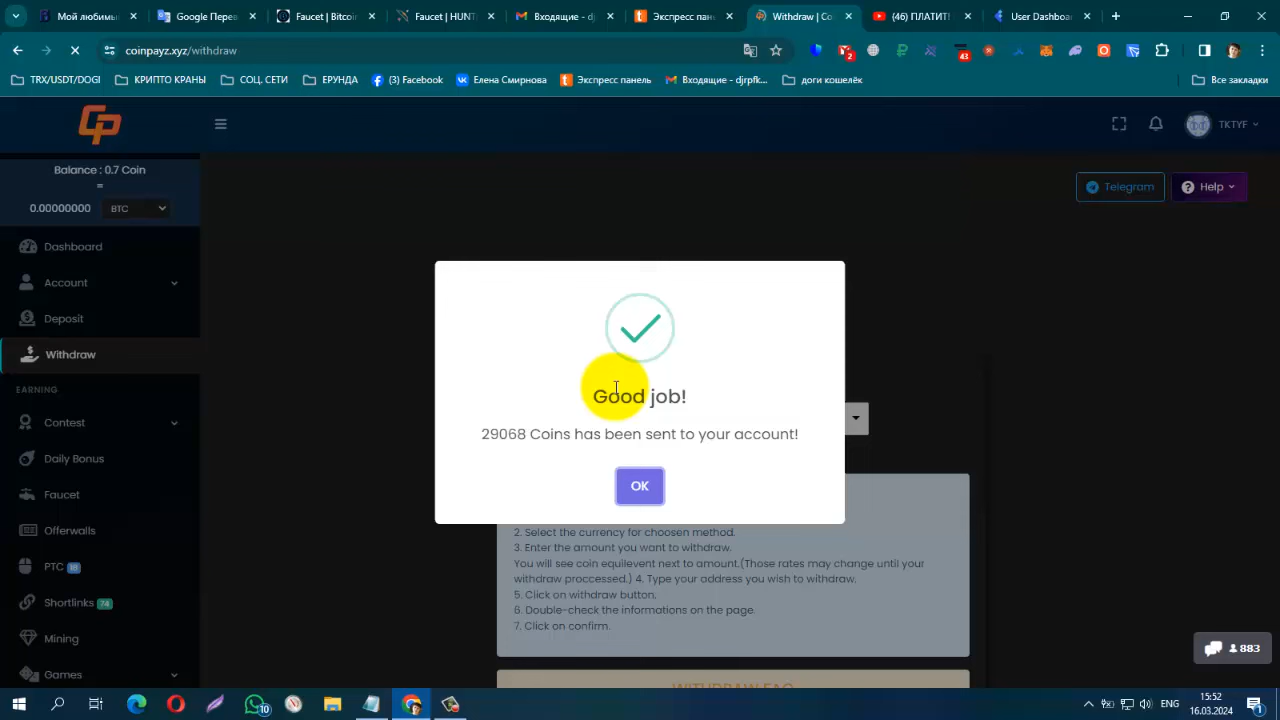 Мой любимы
Google Перев
Faucet | Bitcoin
Faucet | HUNT
Входящие - dj
Экспресс пан
Withdraw | Co
(46) ПЛАТИТ!
User Dashboa
coinpayz.xyz/withdraw
2
43
TRX/USDT/DOGI
КРИПТО КРАНЫ
СОЦ. СЕТИ
ЕРУНДА
(3) Facebook
Елена Смирнова
Экспресс панель
Входящие - djrpfk...
доги кошелёк
Все закладки
CP
TKTYF
Balance : 0.7 Coin
=
0.00000000 BTC
Telegram
Help
Dashboard
Account
Deposit
Withdraw
EARNING
Contest
Daily Bonus
Faucet
Offerwalls
PTC 18
Shortlinks 74
Mining
Games
Good job!
29068 Coins has been sent to your account!
OK
2. Select the currency for choosen method.
3. Enter the amount you want to withdraw.
You will see coin equilevent next to amount.(Those rates may change until your
withdraw proccessed.) 4. Type your address you wish to withdraw.
5. Click on withdraw button.
6. Double-check the informations on the page.
7. Click on confirm.
WITHDRAW FAQ
883
10
ENG
15:52
16.03.2024